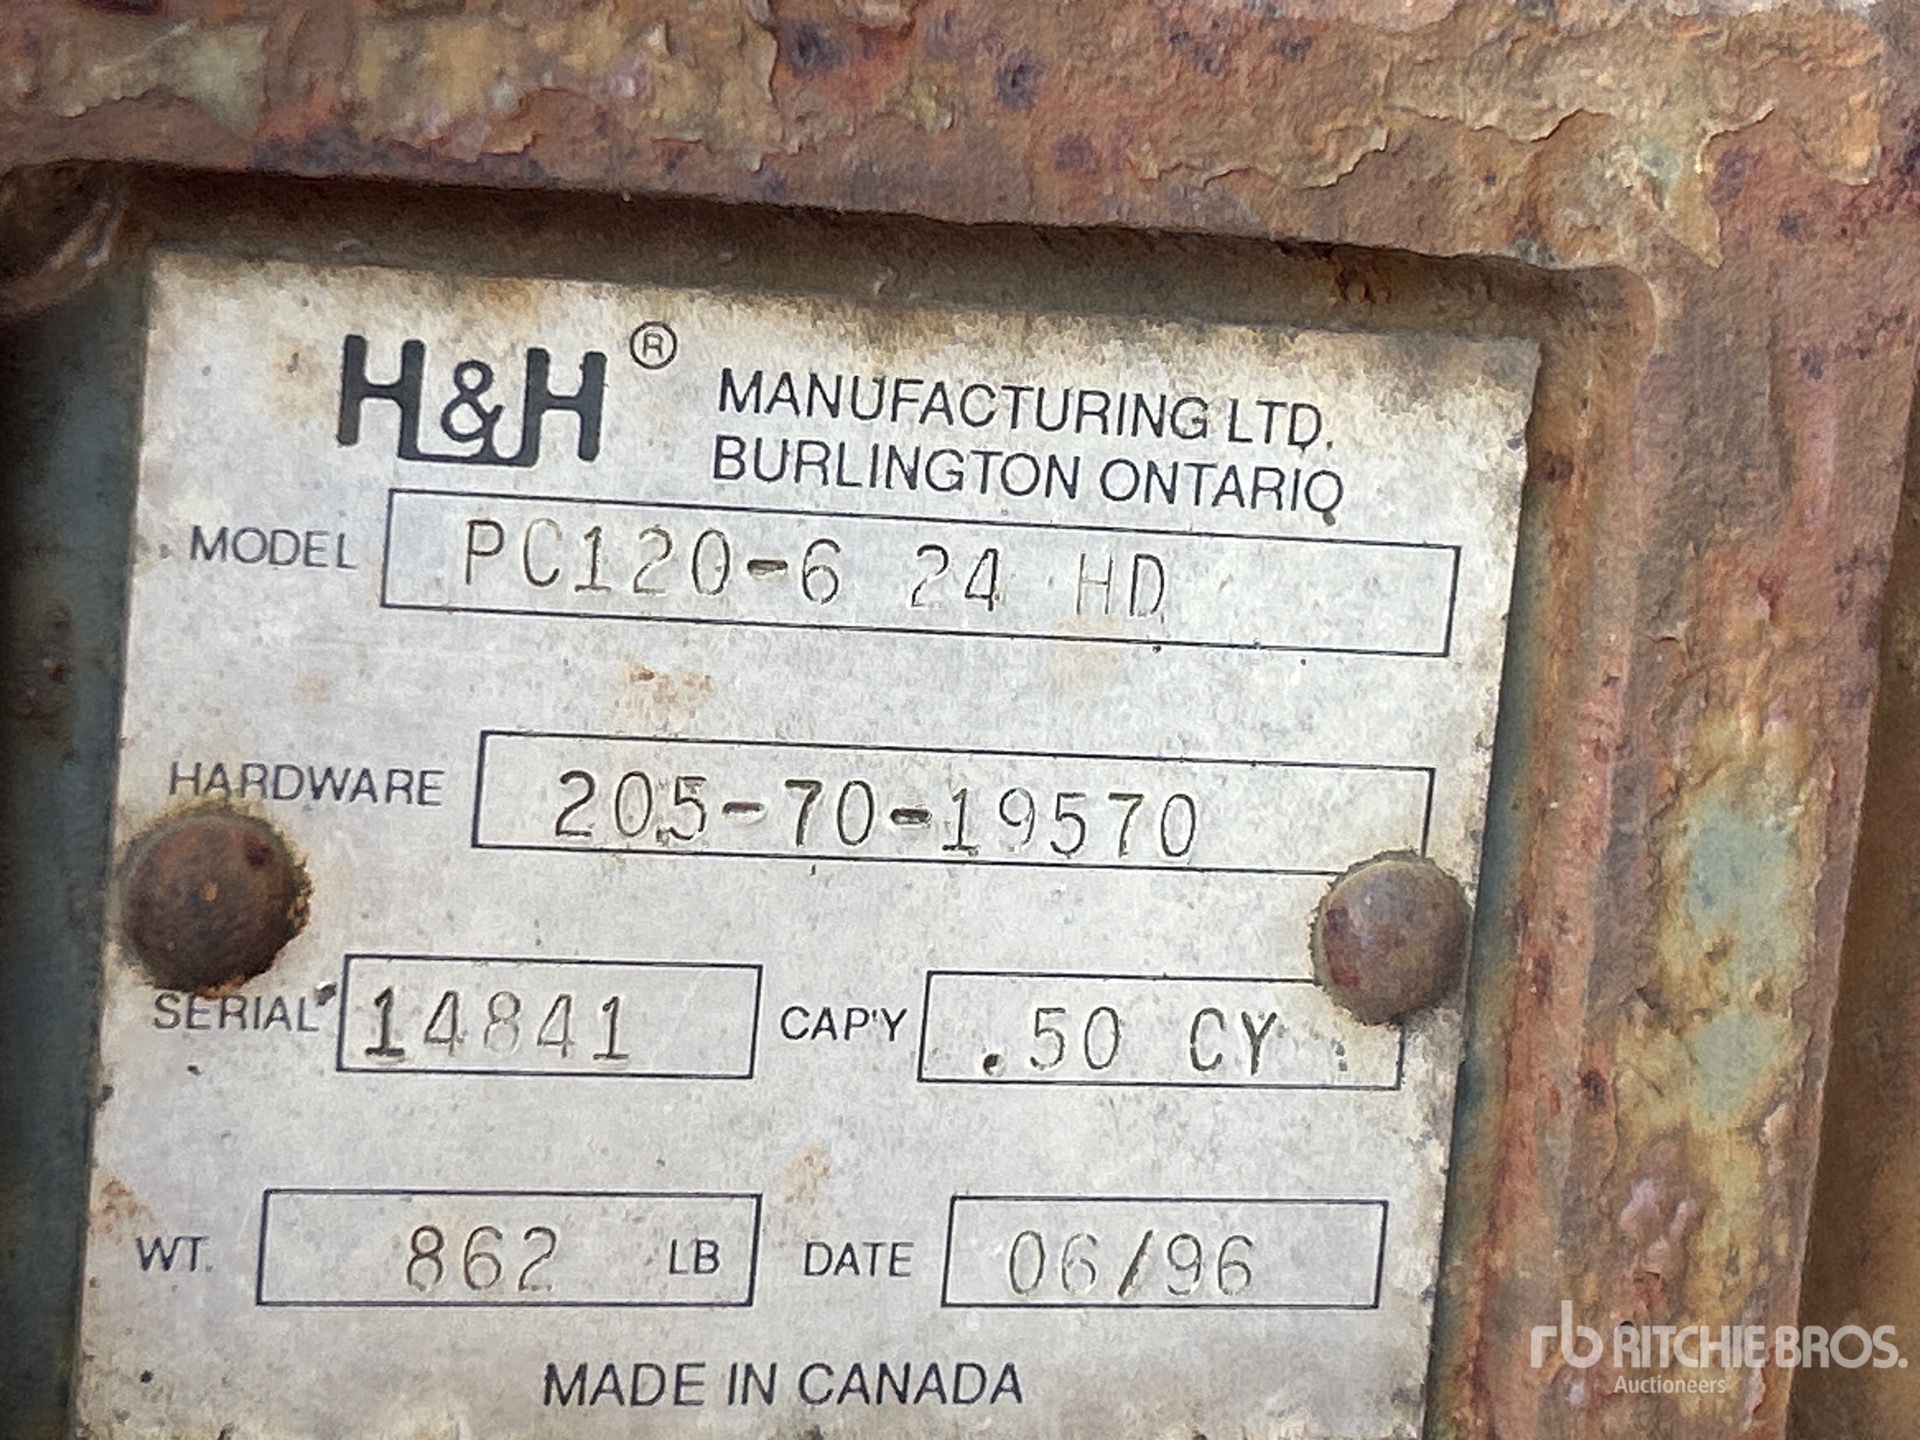 H&H® MANUFACTURING LTD.
BURLINGTON ONTARIO
MODEL PC120-6 24 HD
HARDWARE 205-70-19570
SERIAL 14841 CAP'Y .50 CY
WT. 862 LB DATE 06/96
MADE IN CANADA
rb RITCHIE BROS.
Auctioneers